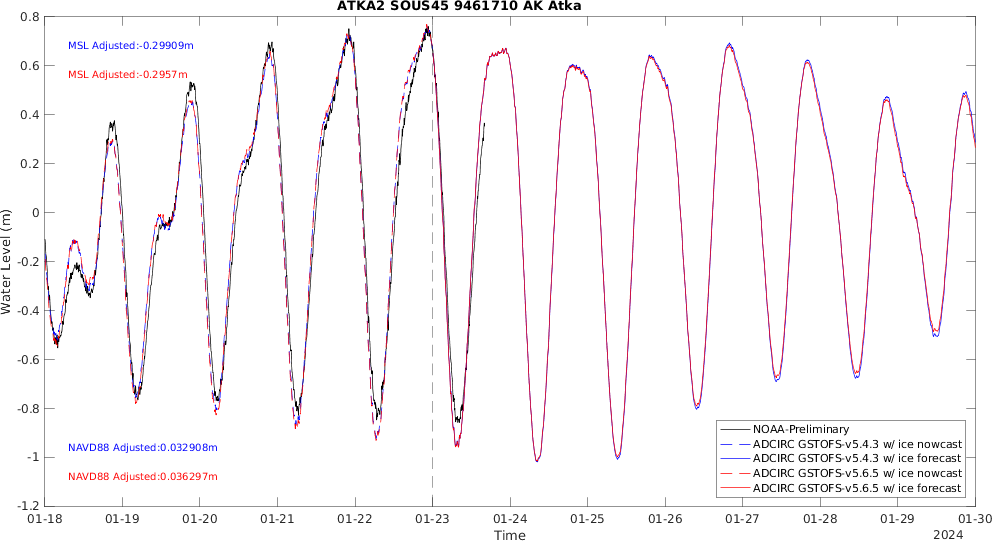 ATKA2 SOUS45 9461710 AK Atka
0.8
MSL Adjusted:-0.29909m
0.6
MSL Adjusted:-0.2957m
0.4
0.2
0
-0.2
-0.4
-0.6
-0.8
-1
-1.2
Water Level (m)
NAVD88 Adjusted:0.032908m
NAVD88 Adjusted:0.036297m
NOAA-Preliminary
ADCIRC GSTOFS-v5.4.3 w/ ice nowcast
ADCIRC GSTOFS-v5.4.3 w/ ice forecast
ADCIRC GSTOFS-v5.6.5 w/ ice nowcast
ADCIRC GSTOFS-v5.6.5 w/ ice forecast
01-18 01-19 01-20 01-21 01-22 01-23 01-24 01-25 01-26 01-27 01-28 01-29 01-30
Time
2024